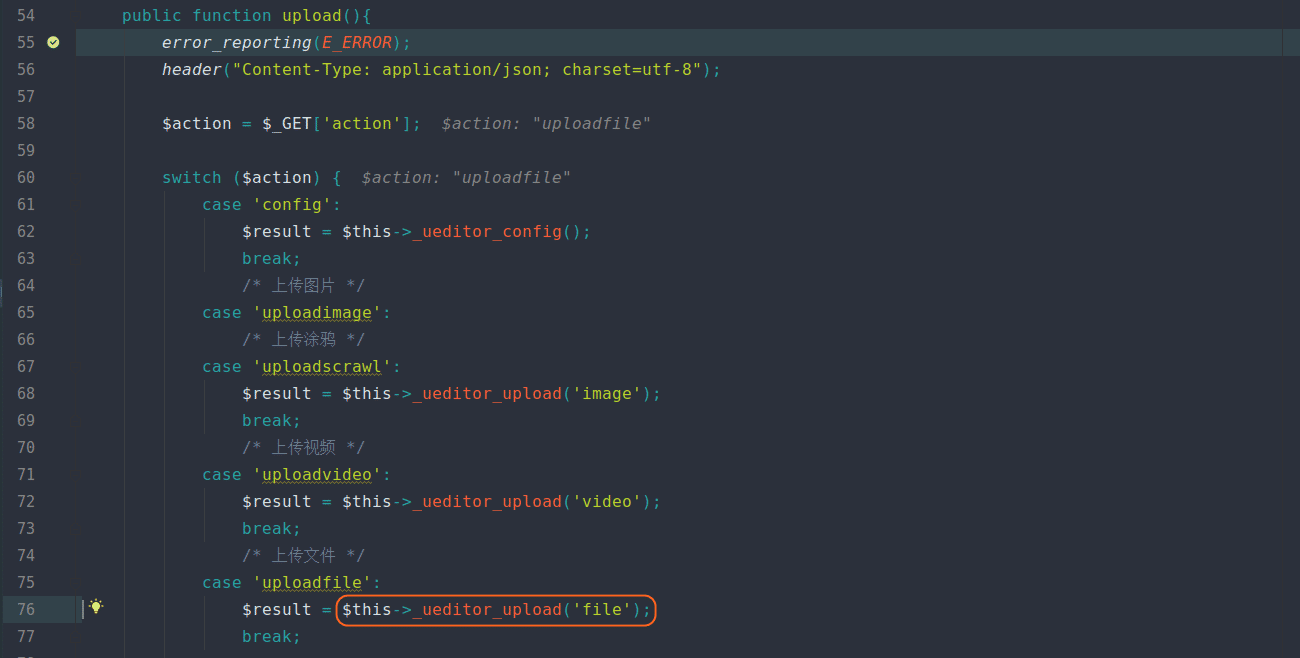 54 public function upload(){
55 error_reporting(E_ERROR);
56 header("Content-Type: application/json; charset=utf-8");
57
58 $action = $_GET['action']; $action: "uploadfile"
59
60 switch ($action) { $action: "uploadfile"
61 case 'config':
62 $result = $this->_ueditor_config();
63 break;
64 /* 上传图片 */
65 case 'uploadimage':
66 /* 上传涂鸦 */
67 case 'uploadscrawl':
68 $result = $this->_ueditor_upload('image');
69 break;
70 /* 上传视频 */
71 case 'uploadvideo':
72 $result = $this->_ueditor_upload('video');
73 break;
74 /* 上传文件 */
75 case 'uploadfile':
76 $result = $this->_ueditor_upload('file');
77 break;